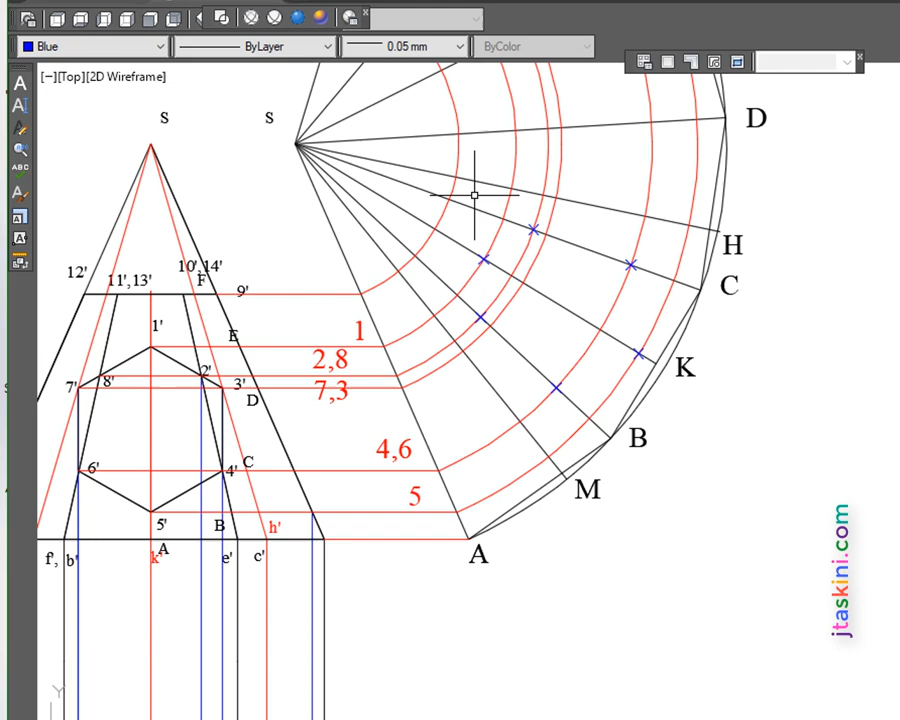 Blue
ByLayer
0.05 mm
ByColor
[−][Top][2D Wireframe]
s
s
D
H
C
K
B
M
A
12'
11',13'
10',14'
F
9'
1'
E
1
2,8
7,3
4,6
5
7'
8'
2'
3'
D
6'
4'
C
5'
B
h'
A
f',
b'
k'
e'
c'
Y
A
A
ABC
jtaskini.com